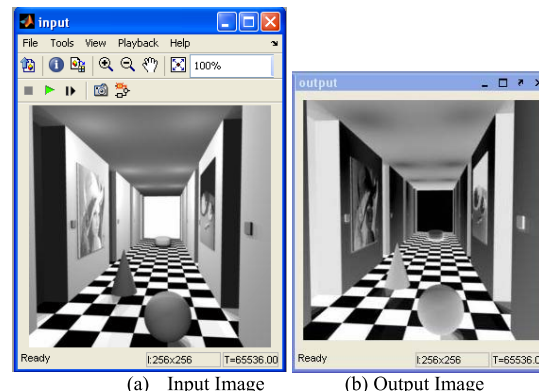 input
File Tools View Playback Help
100%
output
Ready I:256x256 T=65536.00
Ready I:256x256 T=65536.0
(a) Input Image (b) Output Image